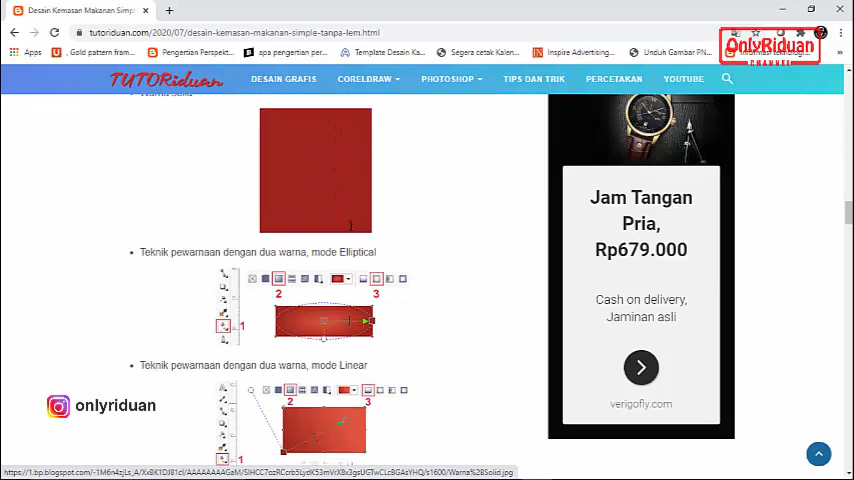 Desain Kemasan Makanan Simpl
tutoriduan.com/2020/07/desain-kemasan-makanan-simple-tanpa-lem.html
Apps
Gold pattern fram...
Pengertian Perspekt...
apa pengertian per...
Template Desain Ka...
Segera cetak Kalen...
Inspire Advertising...
Unduh Gambar PN...
OnlyRiduan
CHANNEL
TUTORiduan
DESAIN GRAFIS
CORELDRAW
PHOTOSHOP
TIPS DAN TRIK
PERCETAKAN
YOUTUBE
Warna Solid
Teknik pewarnaan dengan dua warna, mode Elliptical
2
3
1
Teknik pewarnaan dengan dua warna, mode Linear
2
3
1
Jam Tangan
Pria,
Rp679.000
Cash on delivery,
Jaminan asli
verigofly.com
onlyriduan